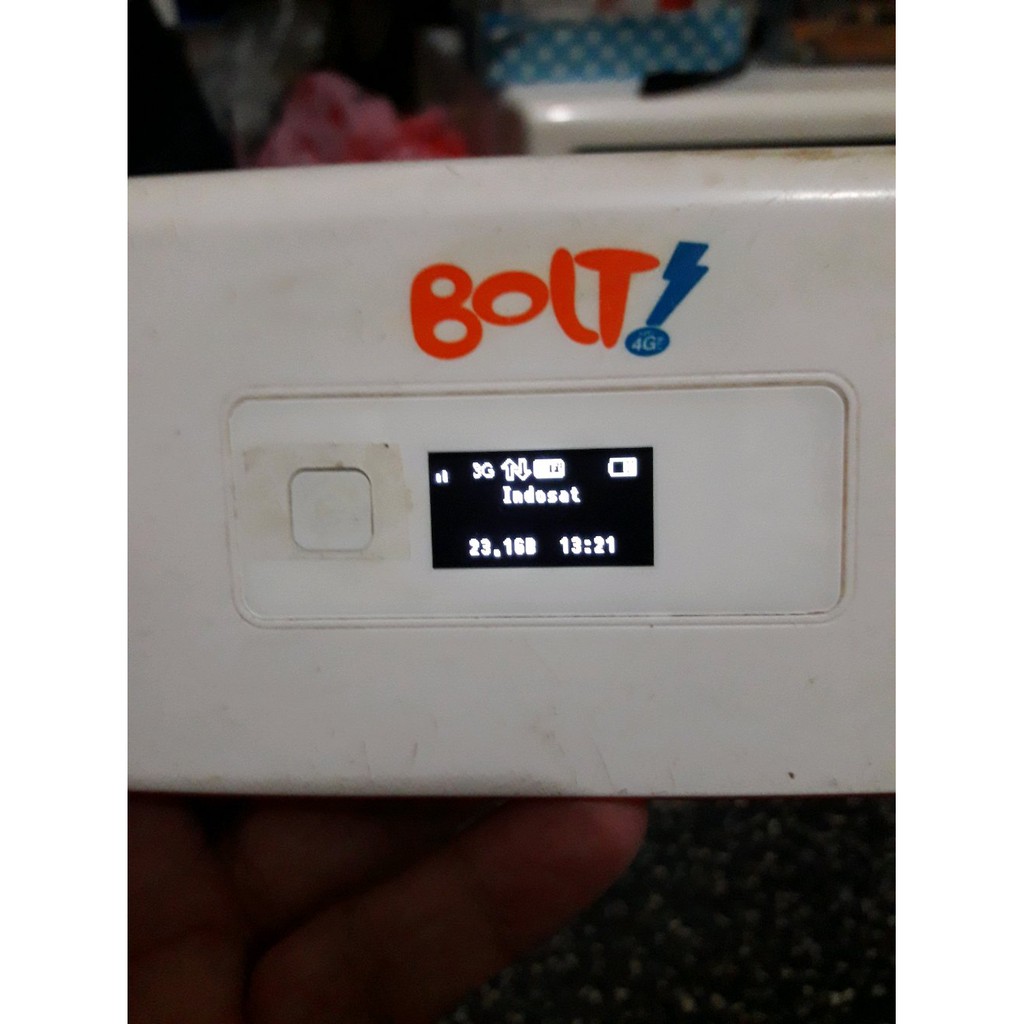 BOLT!
4G
3G
Indosat
23.1GB 13:21